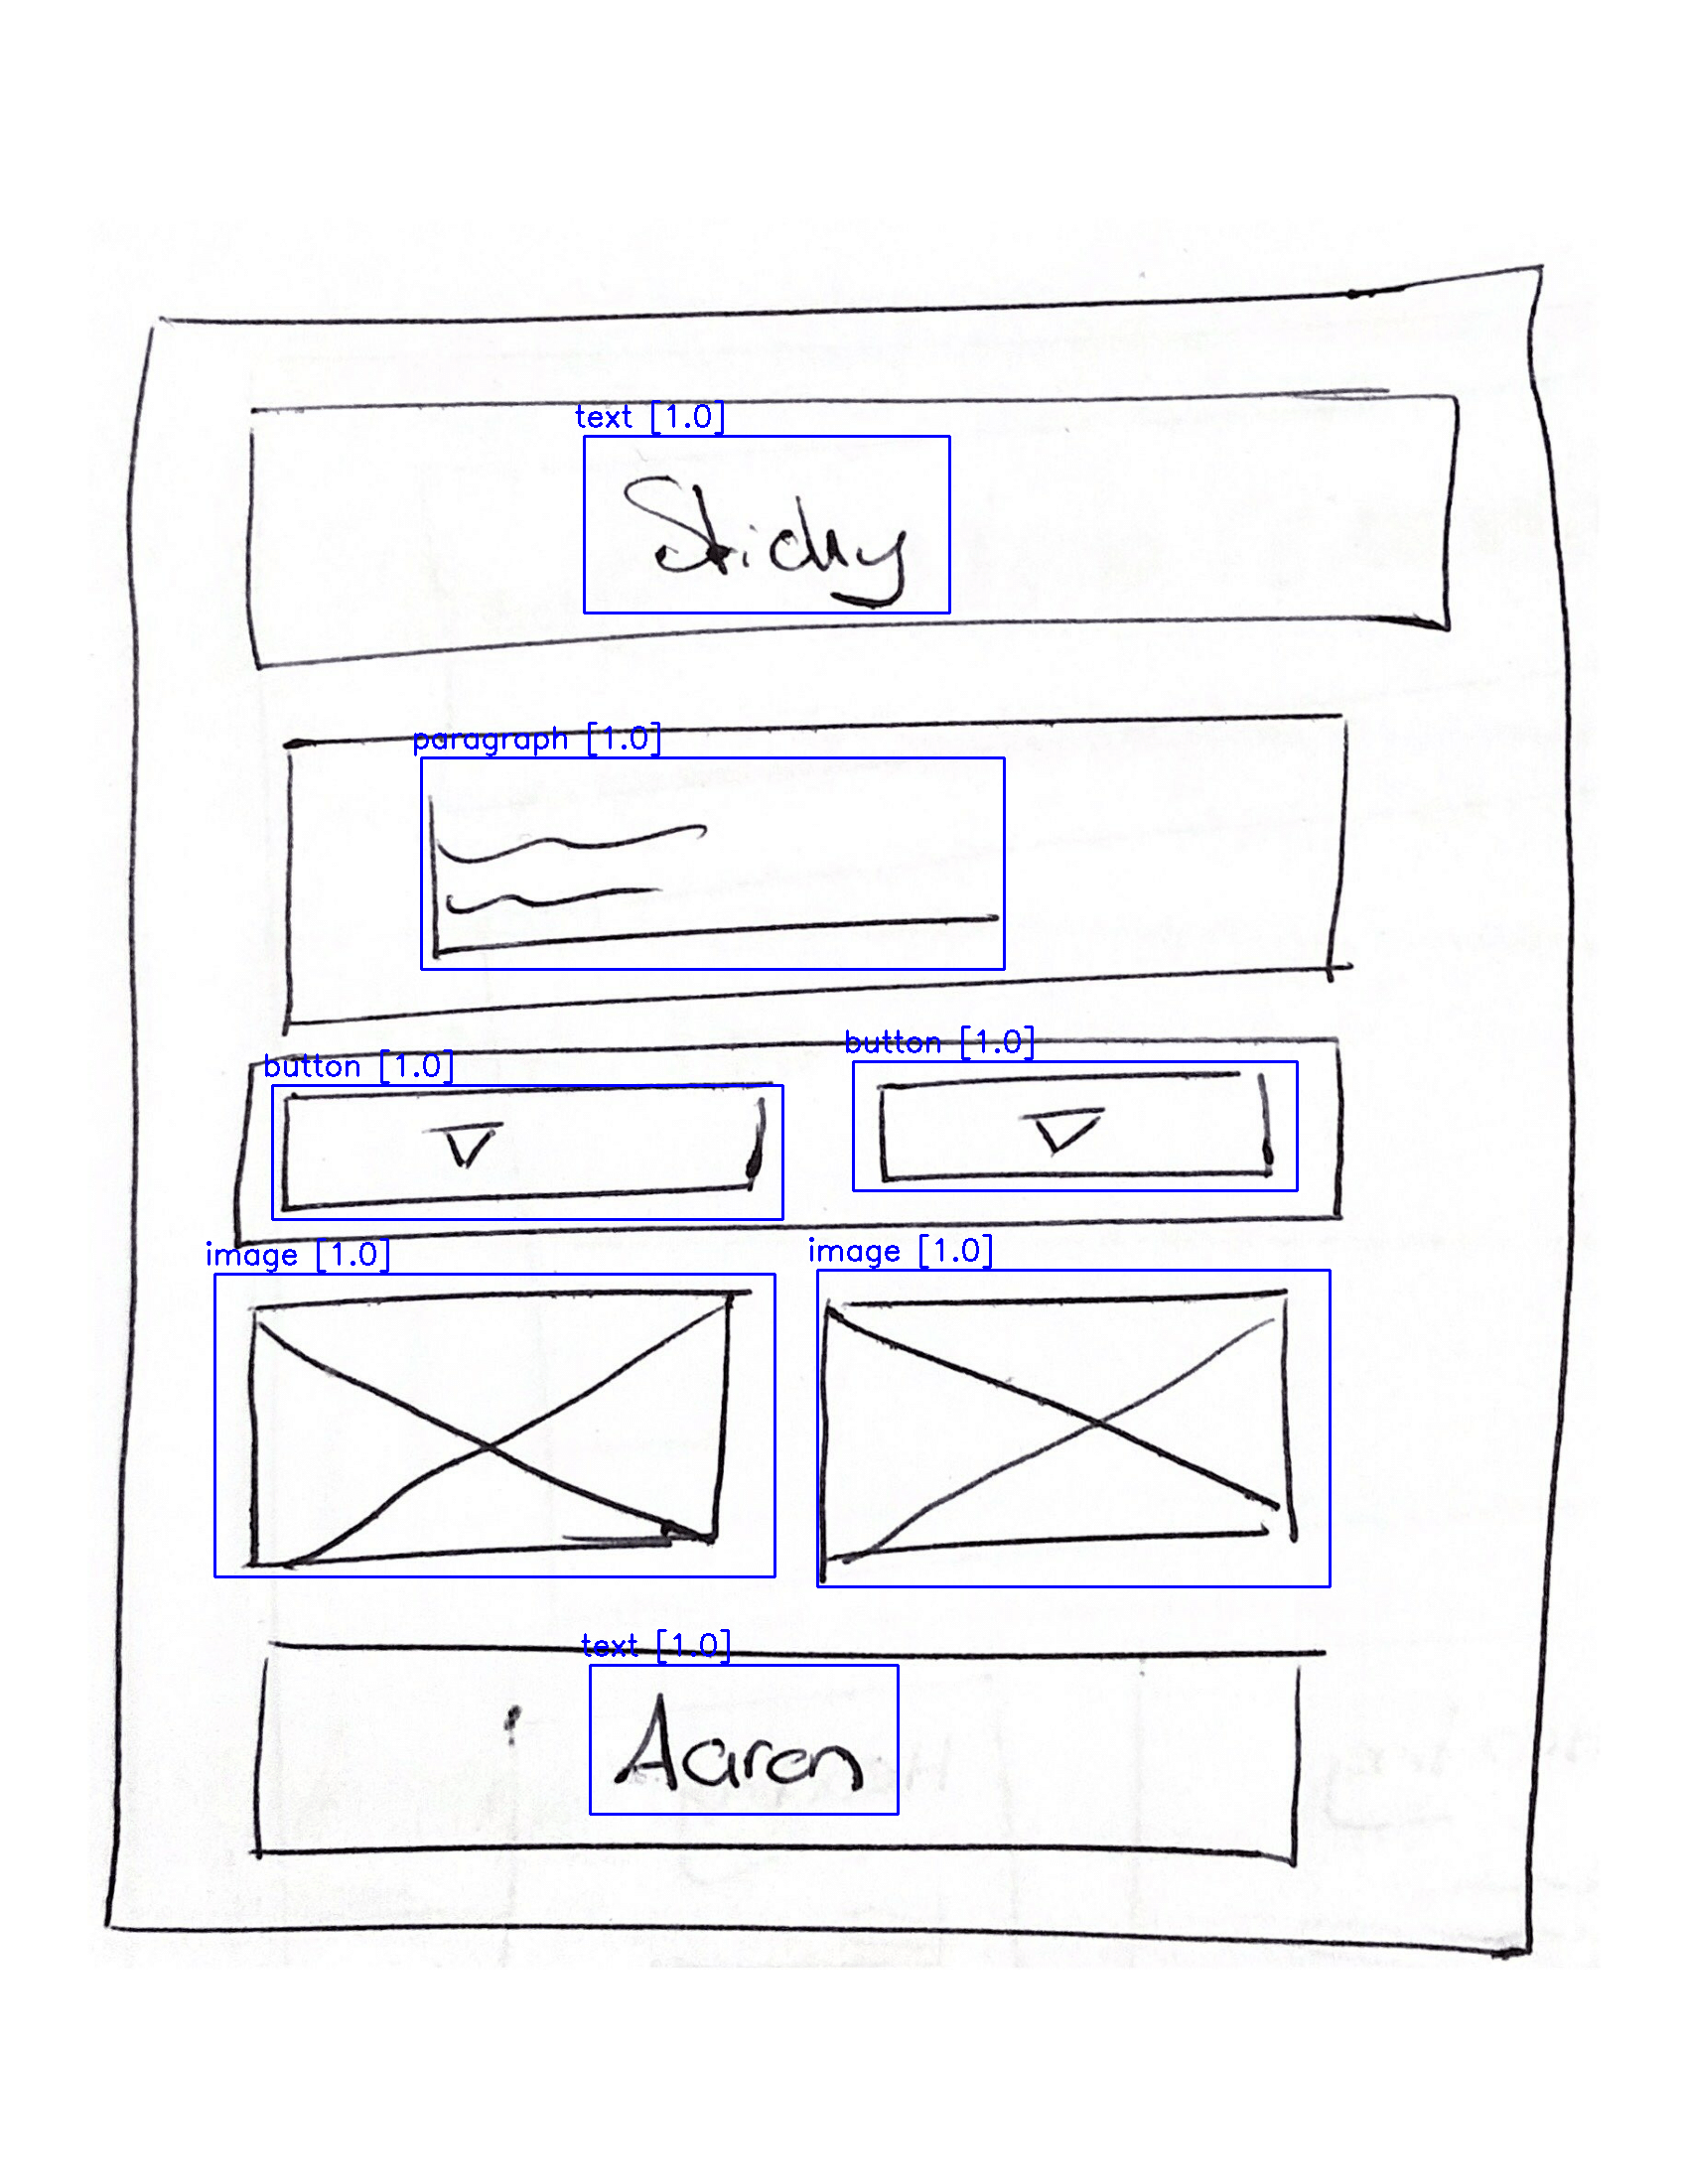 text [1.0]
Sticky
paragraph [1.0]
button [1.0]
button [1.0]
image [1.0]
image [1.0]
text [1.0]
Aaron